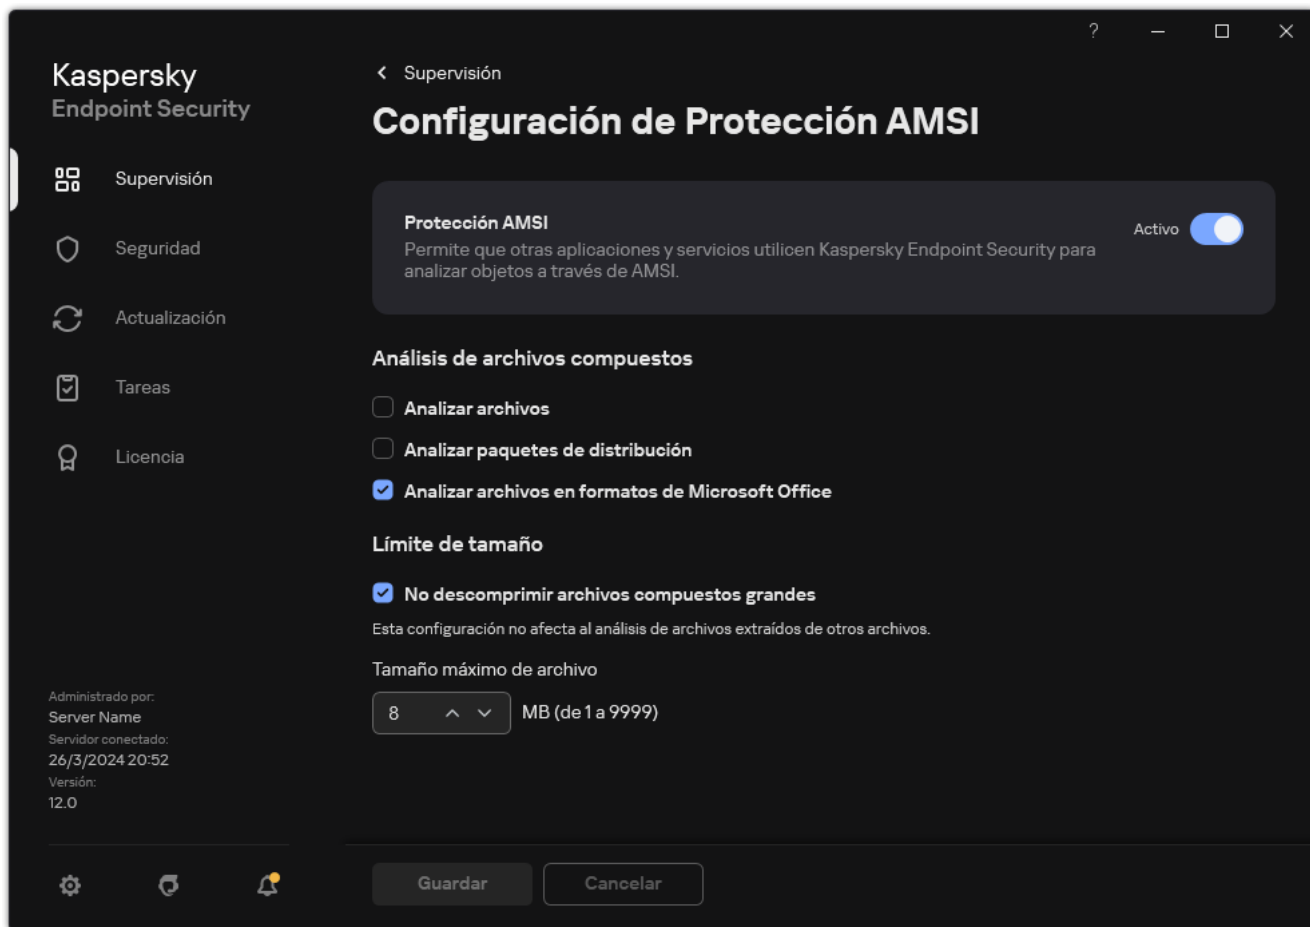 ?
Kaspersky
Endpoint Security
Supervisión
Seguridad
Actualización
Tareas
Licencia
Administrado por:
Server Name
Servidor conectado:
26/3/2024 20:52
Versión:
12.0
Supervisión
Configuración de Protección AMSI
Protección AMSI
Activo
Permite que otras aplicaciones y servicios utilicen Kaspersky Endpoint Security para
analizar objetos a través de AMSI.
Análisis de archivos compuestos
Analizar archivos
Analizar paquetes de distribución
Analizar archivos en formatos de Microsoft Office
Límite de tamaño
No descomprimir archivos compuestos grandes
Esta configuración no afecta al análisis de archivos extraídos de otros archivos.
Tamaño máximo de archivo
8 MB (de 1 a 9999)
Guardar Cancelar